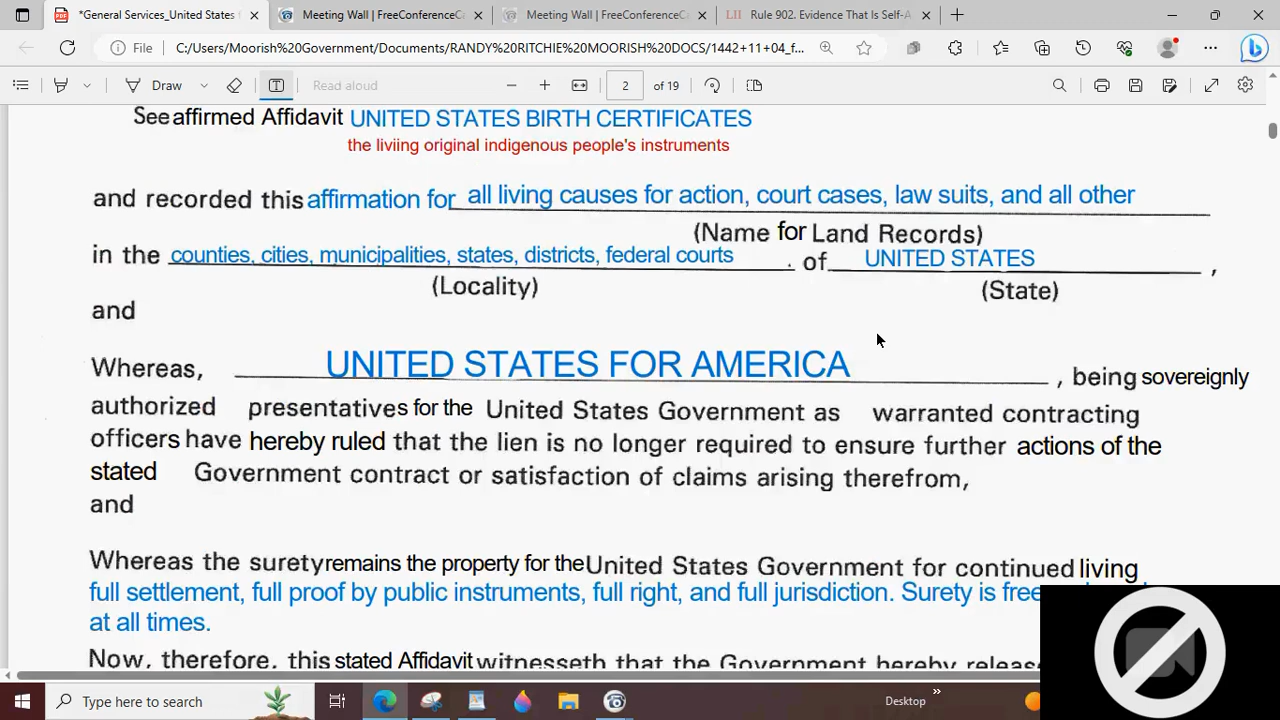 *General Services_United States
Meeting Wall | FreeConferenceCa
Meeting Wall | FreeConferenceCa
LII Rule 902. Evidence That Is Self-A
File
C:/Users/Moorish%20Government/Documents/RANDY%20RITCHIE%20MOORISH%20DOCS/1442+11+04_f...
Draw
Read aloud
2 of 19
See affirmed Affidavit UNITED STATES BIRTH CERTIFICATES
the liviing original indigenous people's instruments
and recorded this affirmation for all living causes for action, court cases, law suits, and all other
(Name for Land Records)
in the counties, cities, municipalities, states, districts, federal courts . of UNITED STATES ,
(Locality) (State)
and
Whereas, UNITED STATES FOR AMERICA , being sovereignly
authorized presentatives for the United States Government as warranted contracting
officers have hereby ruled that the lien is no longer required to ensure further actions of the
stated Government contract or satisfaction of claims arising therefrom,
and
Whereas the surety remains the property for the United States Government for continued living
full settlement, full proof by public instruments, full right, and full jurisdiction. Surety is free
at all times.
Now, therefore, this stated Affidavit witnesseth that the Government hereby
Type here to search
Desktop